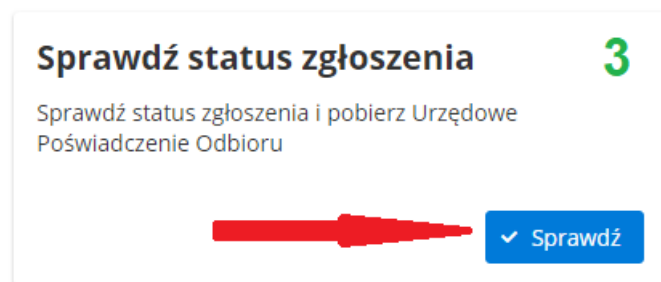 Sprawdź status zgłoszenia 3
Sprawdź status zgłoszenia i pobierz Urzędowe
Poświadczenie Odbioru
Sprawdź